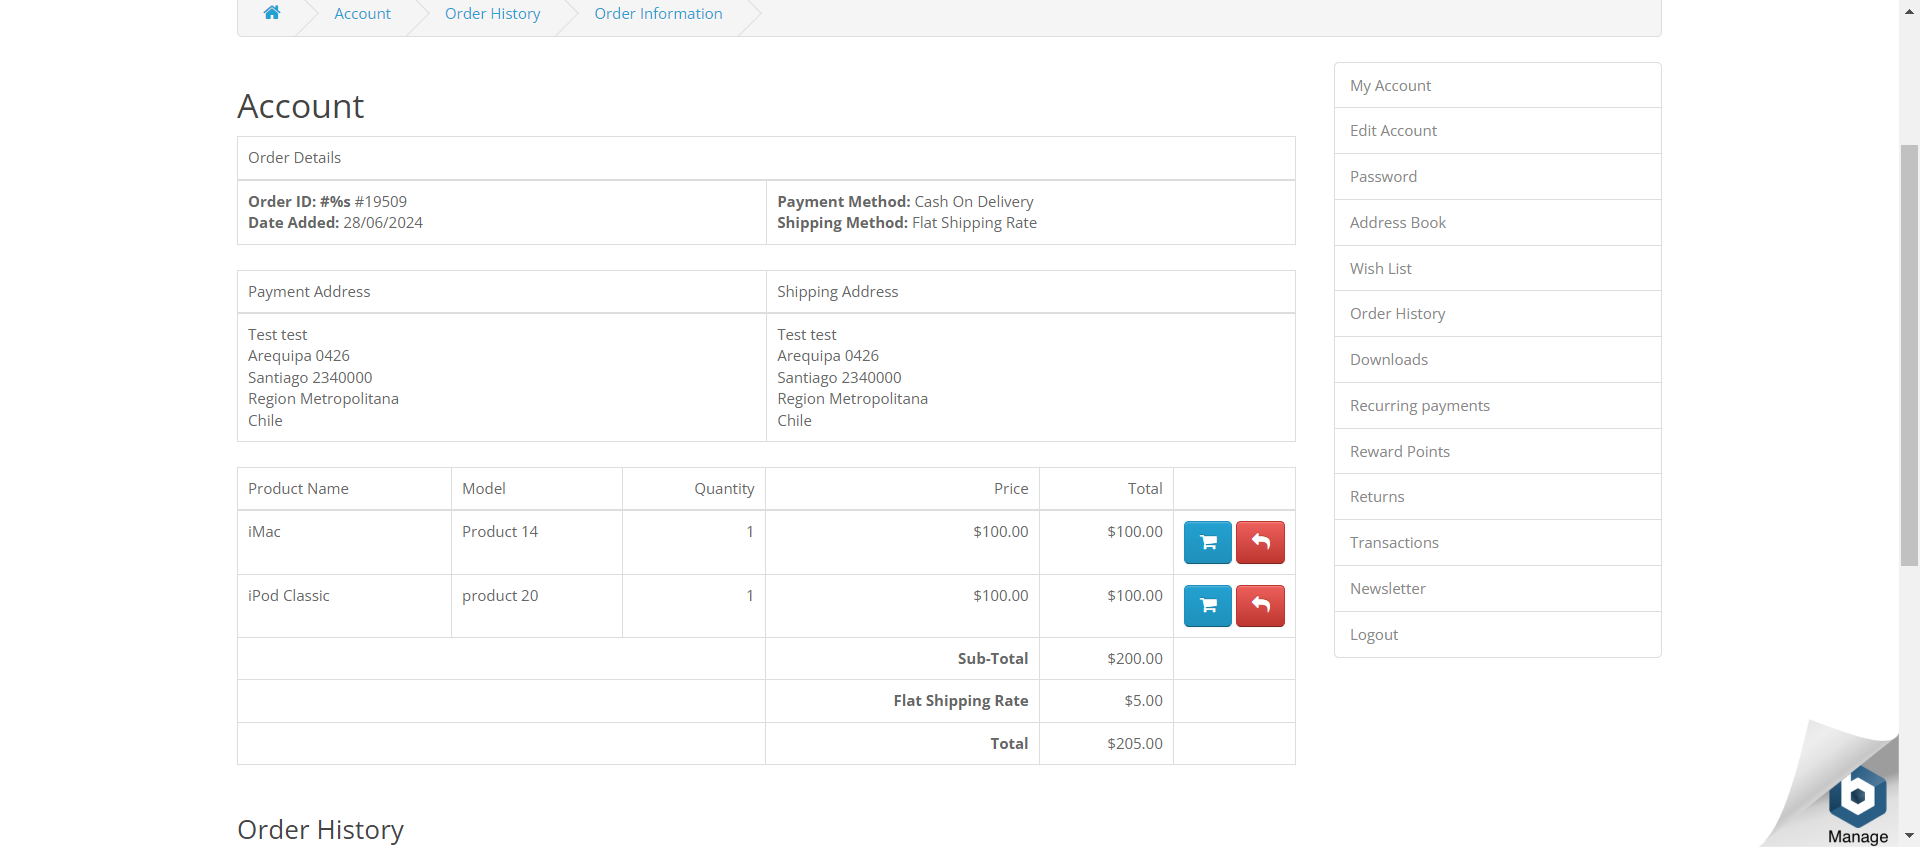 Account
Order History
Order Information
Account
Order Details
Order ID: #%s #19509
Date Added: 28/06/2024
Payment Method: Cash On Delivery
Shipping Method: Flat Shipping Rate
Payment Address
Shipping Address
Test test
Arequipa 0426
Santiago 2340000
Region Metropolitana
Chile
Test test
Arequipa 0426
Santiago 2340000
Region Metropolitana
Chile
Product Name Model Quantity Price Total
iMac Product 14 1 $100.00 $100.00
iPod Classic product 20 1 $100.00 $100.00
Sub-Total $200.00
Flat Shipping Rate $5.00
Total $205.00
Order History
My Account
Edit Account
Password
Address Book
Wish List
Order History
Downloads
Recurring payments
Reward Points
Returns
Transactions
Newsletter
Logout
b
Manage